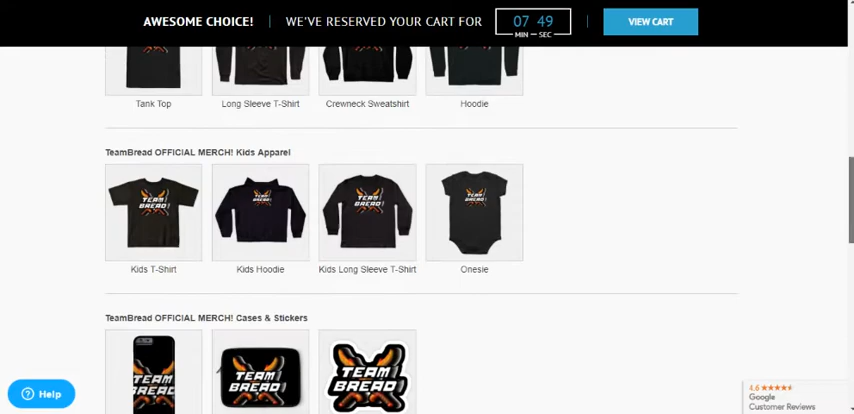 AWESOME CHOICE! WE'VE RESERVED YOUR CART FOR 07 49 VIEW CART
MIN SEC
Tank Top Long Sleeve T-Shirt Crewneck Sweatshirt Hoodie
TeamBread OFFICIAL MERCH! Kids Apparel
TEAM BREAD!
TEAM BREAD!
TEAM BREAD!
TEAM BREAD!
Kids T-Shirt Kids Hoodie Kids Long Sleeve T-Shirt Onesie
TeamBread OFFICIAL MERCH! Cases & Stickers
TEAM BREAD
TEAM BREAD
TEAM BREAD
Help
4.6
Google
Customer Reviews